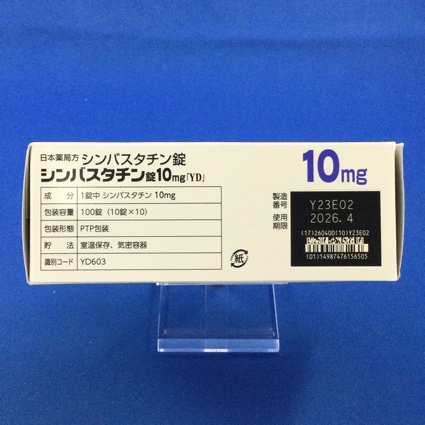 日本薬局方 シンバスタチン錠
シンバスタチン錠10mg「YD」
10mg
成 分 1錠中 シンバスタチン 10mg
包装容量 100錠（10錠×10）
包装形態 PTP包装
貯 法 室温保存、気密容器
識別コード YD603
紙
製造番号 Y23E02
使用期限 2026. 4
(17)260400(10)Y23E02
(01)14987476156505